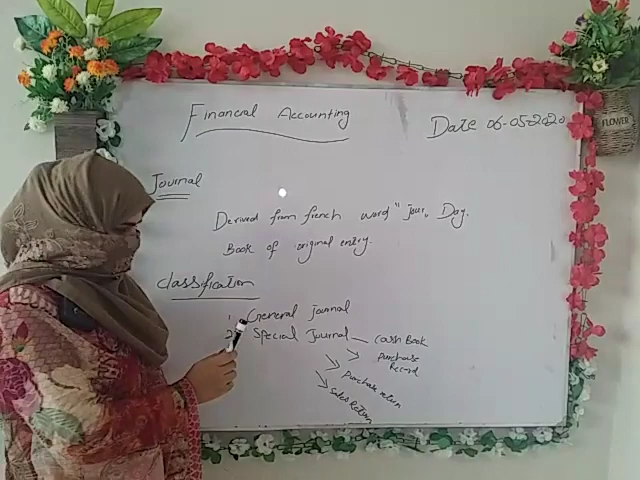 Financial Accounting
Date 06-05-2020
Journal
Derived from french word "jour" Day.
Book of original entry.
Classification
1. General Journal
2. Special Journal — Cash Book
Purchase Record
Purchase return
Sales Return
FLOWER